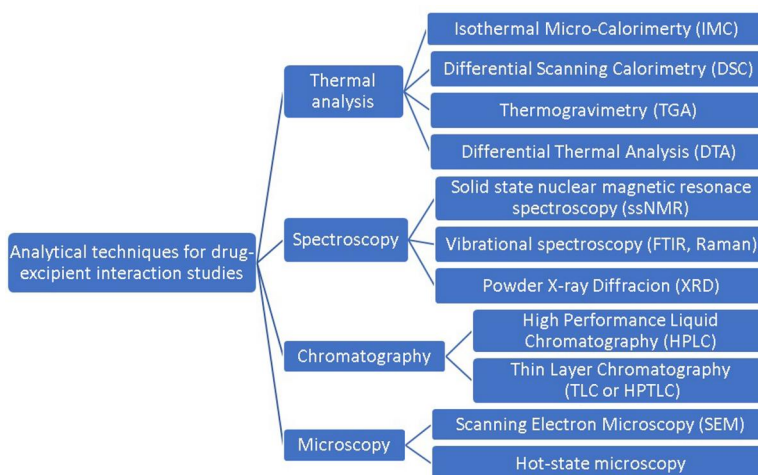 Analytical techniques for drug-
excipient interaction studies
Thermal
analysis
Isothermal Micro-Calorimerty (IMC)
Differential Scanning Calorimetry (DSC)
Thermogravimetry (TGA)
Differential Thermal Analysis (DTA)
Spectroscopy
Solid state nuclear magnetic resonace
spectroscopy (ssNMR)
Vibrational spectroscopy (FTIR, Raman)
Powder X-ray Diffracion (XRD)
Chromatography
High Performance Liquid
Chromatography (HPLC)
Thin Layer Chromatography
(TLC or HPTLC)
Microscopy
Scanning Electron Microscopy (SEM)
Hot-state microscopy